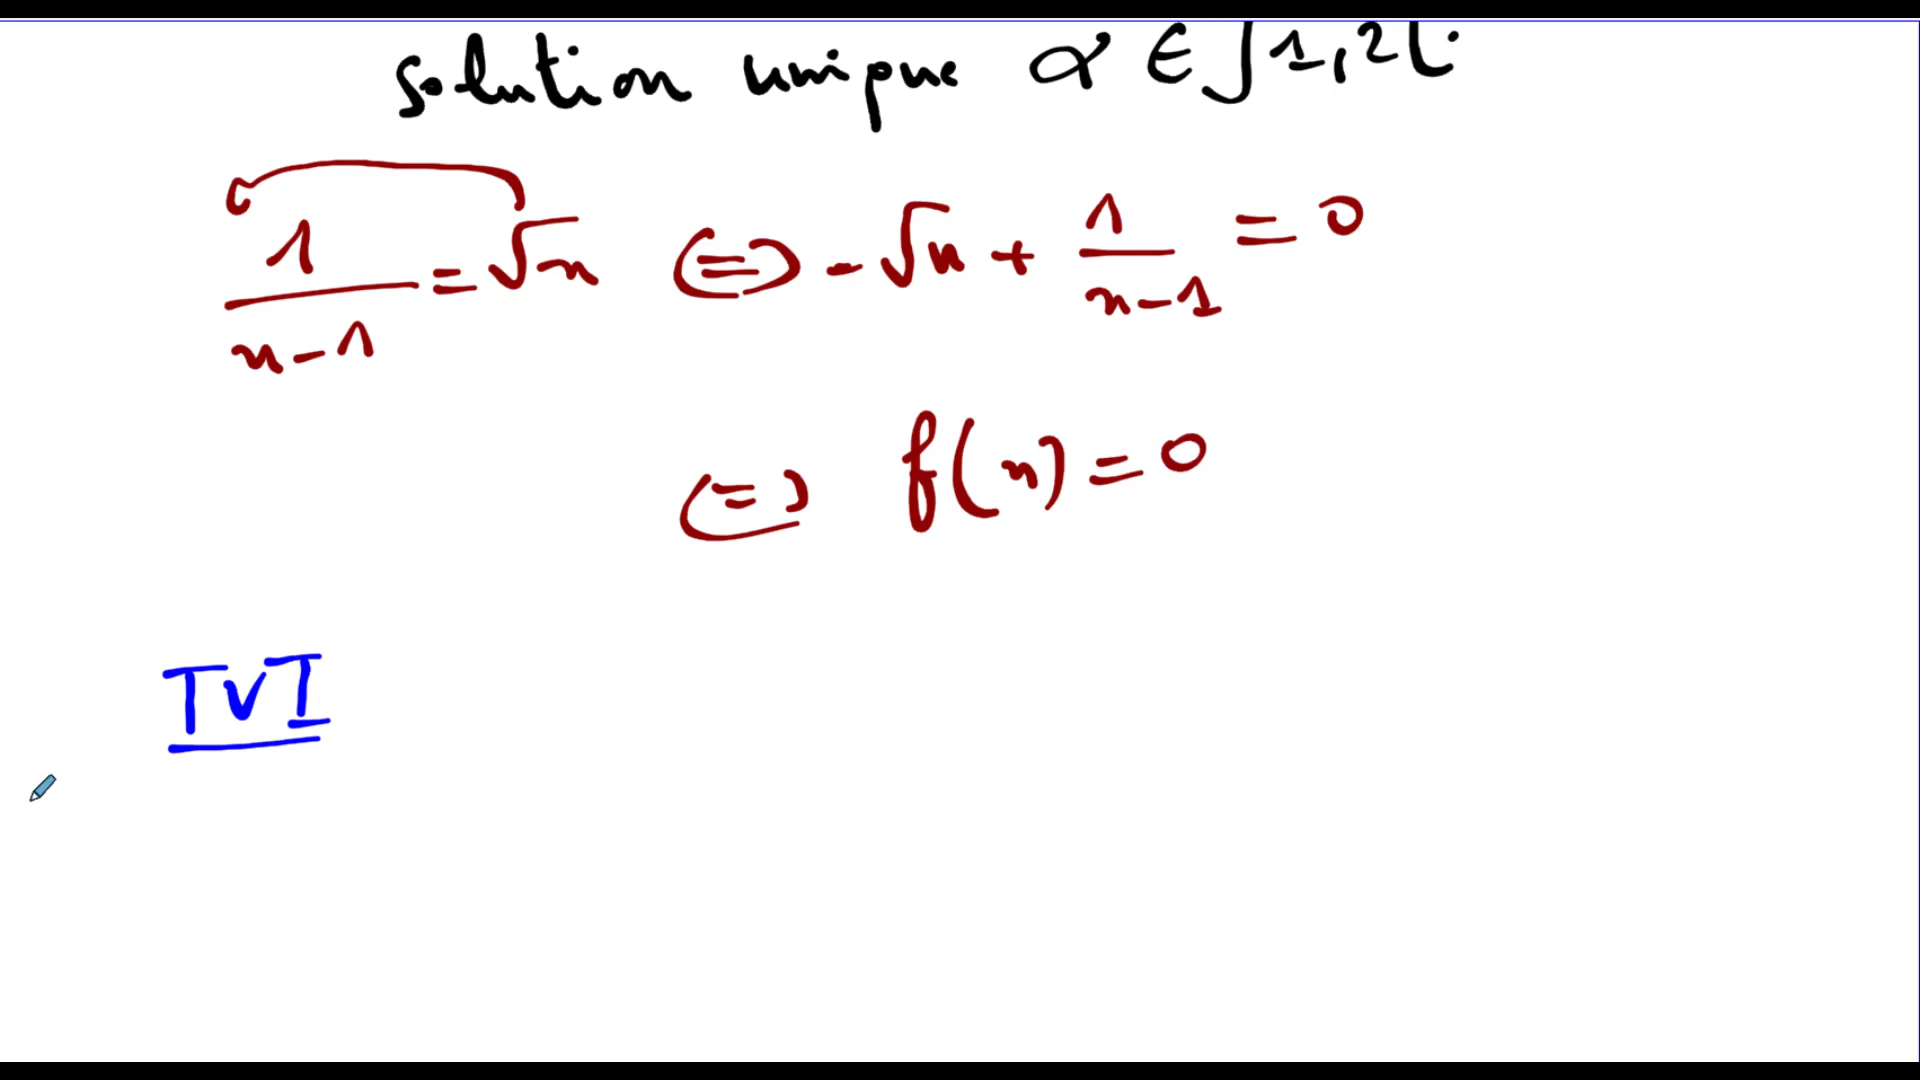 solution unique α ∈ ]1,2[.
1/(x-1) = √x ⟺ -√x + 1/(x-1) = 0
⟺ f(x) = 0
TVI